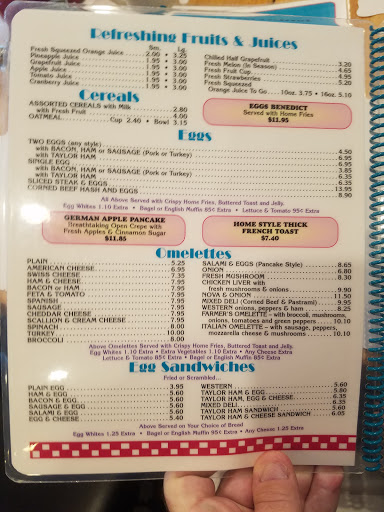 Refreshing Fruits & Juices
Sm. Lg.
Fresh Squeezed Orange Juice 2.00 • 3.25
Pineapple Juice 1.95 • 3.00
Grapefruit Juice 1.95 • 3.00
Apple Juice 1.95 • 3.00
Tomato Juice 1.95 • 3.00
Cranberry Juice 1.95 • 3.00
Chilled Half Grapefruit
Fresh Melon (In Season) 3.20
Fresh Fruit Cup 4.65
Fresh Strawberries 4.95
Fresh Squeezed 5.20
Orange Juice To Go 10oz. 3.75 • 16oz. 5.10
Cereals
ASSORTED CEREALS with Milk 2.80
with Fresh Fruit 4.00
OATMEAL Cup 2.40 • Bowl 3.15
EGGS BENEDICT
Served with Home Fries
$11.95
Eggs
TWO EGGS (any style) 4.50
with BACON, HAM or SAUSAGE (Pork or Turkey) 6.95
with TAYLOR HAM 6.95
SINGLE EGG 3.85
with BACON, HAM or SAUSAGE (Pork or Turkey) 6.35
with TAYLOR HAM 6.35
SLICED STEAK & EGGS 13.95
CORNED BEEF HASH AND EGGS 8.90
All Above Served with Crispy Home Fries, Buttered Toast and Jelly.
Egg Whites 1.10 Extra • Bagel or English Muffin 85¢ Extra • Lettuce & Tomato 95¢ Extra
GERMAN APPLE PANCAKE
Breathtaking Open Crepe with
Fresh Apples & Cinnamon Sugar
$11.85
HOME STYLE THICK
FRENCH TOAST
$7.40
Omelettes
PLAIN 5.25
AMERICAN CHEESE 6.95
SWISS CHEESE 7.35
HAM & CHEESE 7.95
BACON or HAM 7.95
FETA & TOMATO 7.95
SPANISH 7.95
SAUSAGE 7.95
CHEDDAR CHEESE 7.95
SCALLION & CREAM CHEESE 7.95
SPINACH 8.00
TURKEY 10.00
BROCCOLI 8.00
SALAMI & EGGS (Pancake Style) 8.65
ONION 6.80
FRESH MUSHROOM 8.30
CHICKEN LIVER with
fresh mushrooms & onions 9.90
NOVA & ONION 11.50
MIXED DELI (Corned Beef & Pastrami) 9.95
WESTERN onions, peppers & ham 8.25
FARMER'S OMELETTE – with broccoli, mushrooms,
onions, tomatoes and green peppers 10.10
ITALIAN OMELETTE – with sausage, peppers,
mozzarella cheese & mushrooms 10.10
Above Omelettes Served with Crispy Home Fries, Buttered Toast and Jelly.
Egg Whites 1.10 Extra • Extra Vegetables 1.10 Extra • Any Cheese Extra
Lettuce & Tomato 85¢ Extra • Bagel or English Muffin 85¢ Extra
Egg Sandwiches
Fried or Scrambled...
PLAIN EGG 3.95
HAM & EGG 5.60
BACON & EGG 5.60
SAUSAGE & EGG 5.60
SALAMI & EGG 5.60
EGG & CHEESE 5.40
WESTERN 5.60
TAYLOR HAM & EGG 5.60
TAYLOR HAM, EGG & CHEESE 6.35
MIXED DELI 6.35
TAYLOR HAM SANDWICH 5.60
TAYLOR HAM & CHEESE SANDWICH 6.05
Above Served on Your Choice of Bread
Egg Whites 1.25 Extra • Bagel or English Muffin 95¢ Extra • Any Cheese 1.25 Extra